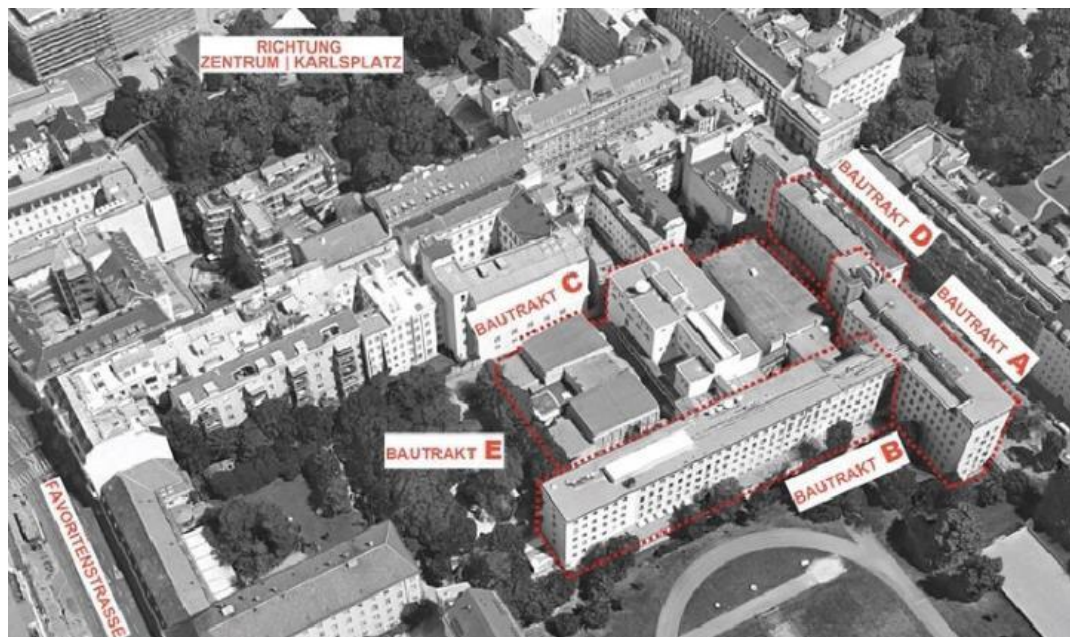 RICHTUNG
ZENTRUM | KARLSPLATZ
BAUTRAKT D
BAUTRAKT C
BAUTRAKT A
BAUTRAKT E
BAUTRAKT B
FAVORITENSTRASSE